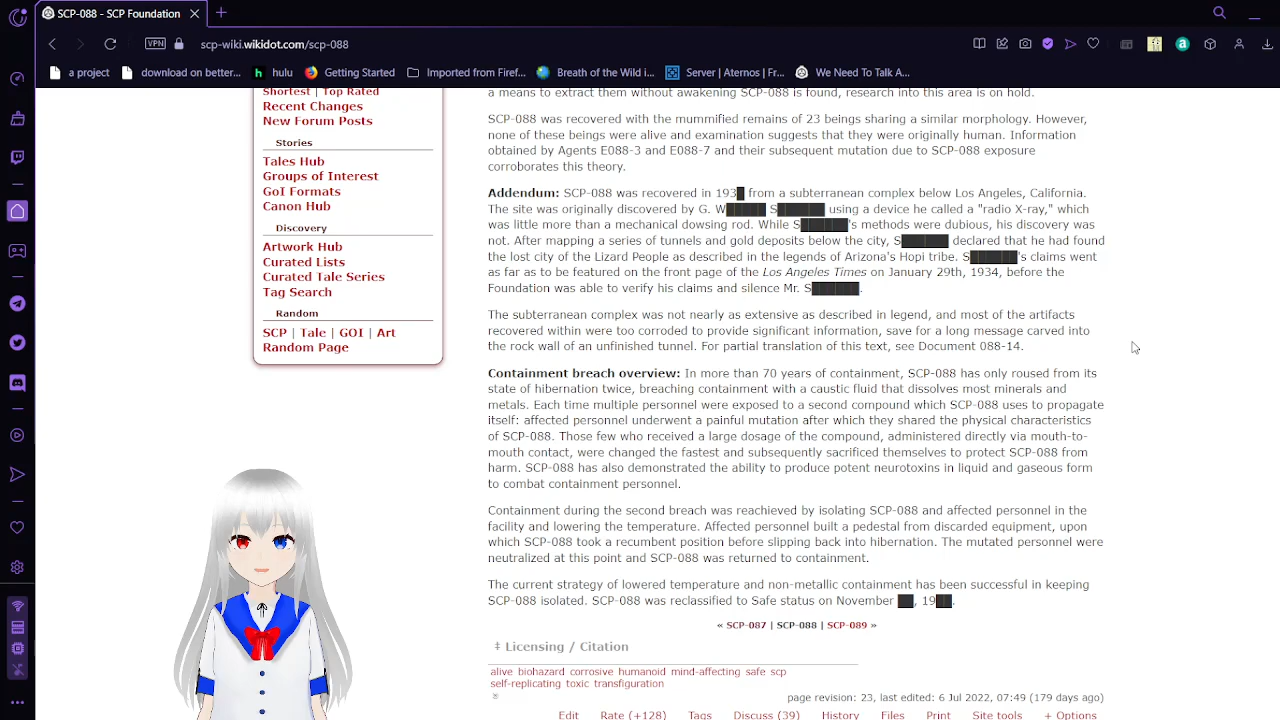 SCP-088 - SCP Foundation
VPN
scp-wiki.wikidot.com/scp-088
a project
download on better...
hulu
Getting Started
Imported from Firef...
Breath of the Wild i...
Server | Aternos | Fr...
We Need To Talk A...
Shortest | Top Rated
Recent Changes
New Forum Posts
Stories
Tales Hub
Groups of Interest
GoI Formats
Canon Hub
Discovery
Artwork Hub
Curated Lists
Curated Tale Series
Tag Search
Random
SCP | Tale | GOI | Art
Random Page
a means to extract them without awakening SCP-088 is found, research into this area is on hold.
SCP-088 was recovered with the mummified remains of 23 beings sharing a similar morphology. However,
none of these beings were alive and examination suggests that they were originally human. Information
obtained by Agents E088-3 and E088-7 and their subsequent mutation due to SCP-088 exposure
corroborates this theory.
Addendum: SCP-088 was recovered in 193█ from a subterranean complex below Los Angeles, California.
The site was originally discovered by G. W█████ S██████ using a device he called a "radio X-ray," which
was little more than a mechanical dowsing rod. While S██████'s methods were dubious, his discovery was
not. After mapping a series of tunnels and gold deposits below the city, S██████ declared that he had found
the lost city of the Lizard People as described in the legends of Arizona's Hopi tribe. S██████'s claims went
as far as to be featured on the front page of the Los Angeles Times on January 29th, 1934, before the
Foundation was able to verify his claims and silence Mr. S██████.
The subterranean complex was not nearly as extensive as described in legend, and most of the artifacts
recovered within were too corroded to provide significant information, save for a long message carved into
the rock wall of an unfinished tunnel. For partial translation of this text, see Document 088-14.
Containment breach overview: In more than 70 years of containment, SCP-088 has only roused from its
state of hibernation twice, breaching containment with a caustic fluid that dissolves most minerals and
metals. Each time multiple personnel were exposed to a second compound which SCP-088 uses to propagate
itself: affected personnel underwent a painful mutation after which they shared the physical characteristics
of SCP-088. Those few who received a large dosage of the compound, administered directly via mouth-to-
mouth contact, were changed the fastest and subsequently sacrificed themselves to protect SCP-088 from
harm. SCP-088 has also demonstrated the ability to produce potent neurotoxins in liquid and gaseous form
to combat containment personnel.
Containment during the second breach was reachieved by isolating SCP-088 and affected personnel in the
facility and lowering the temperature. Affected personnel built a pedestal from discarded equipment, upon
which SCP-088 took a recumbent position before slipping back into hibernation. The mutated personnel were
neutralized at this point and SCP-088 was returned to containment.
The current strategy of lowered temperature and non-metallic containment has been successful in keeping
SCP-088 isolated. SCP-088 was reclassified to Safe status on November ██, 19██.
« SCP-087 | SCP-088 | SCP-089 »
‡ Licensing / Citation
alive biohazard corrosive humanoid mind-affecting safe scp
self-replicating toxic transfiguration
page revision: 23, last edited: 6 Jul 2022, 07:49 (179 days ago)
Edit Rate (+128) Tags Discuss (39) History Files Print Site tools + Options